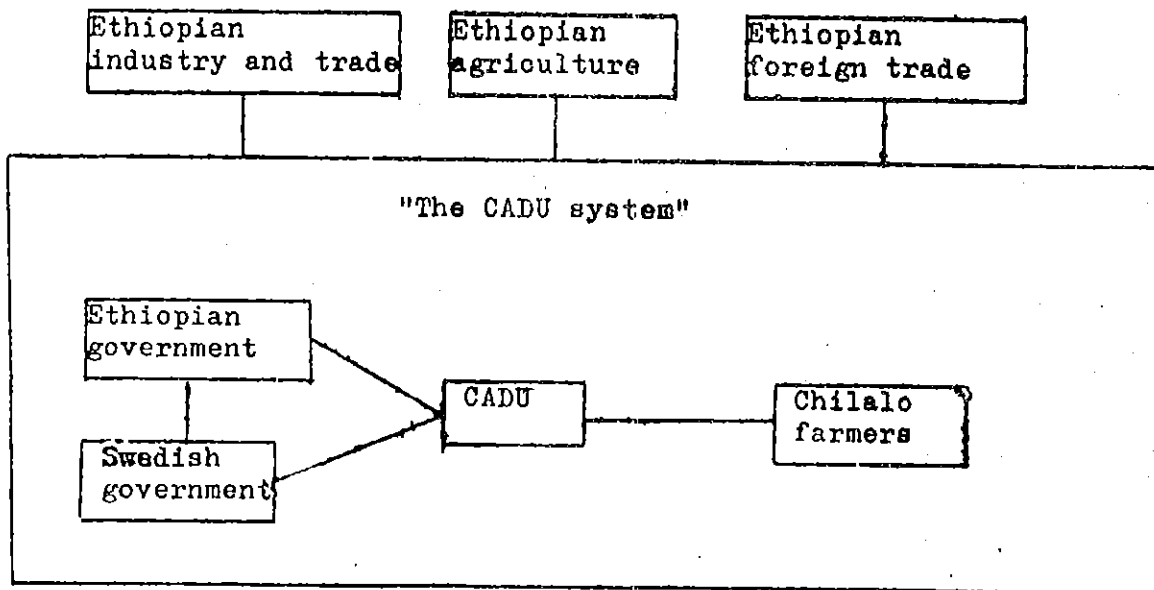 Ethiopian
industry and trade
Ethiopian
agriculture
Ethiopian
foreign trade
"The CADU system"
Ethiopian
government
CADU
Chilalo
farmers
Swedish
government